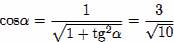 cosα = 1/√(1 + tg²α) = 3/√10